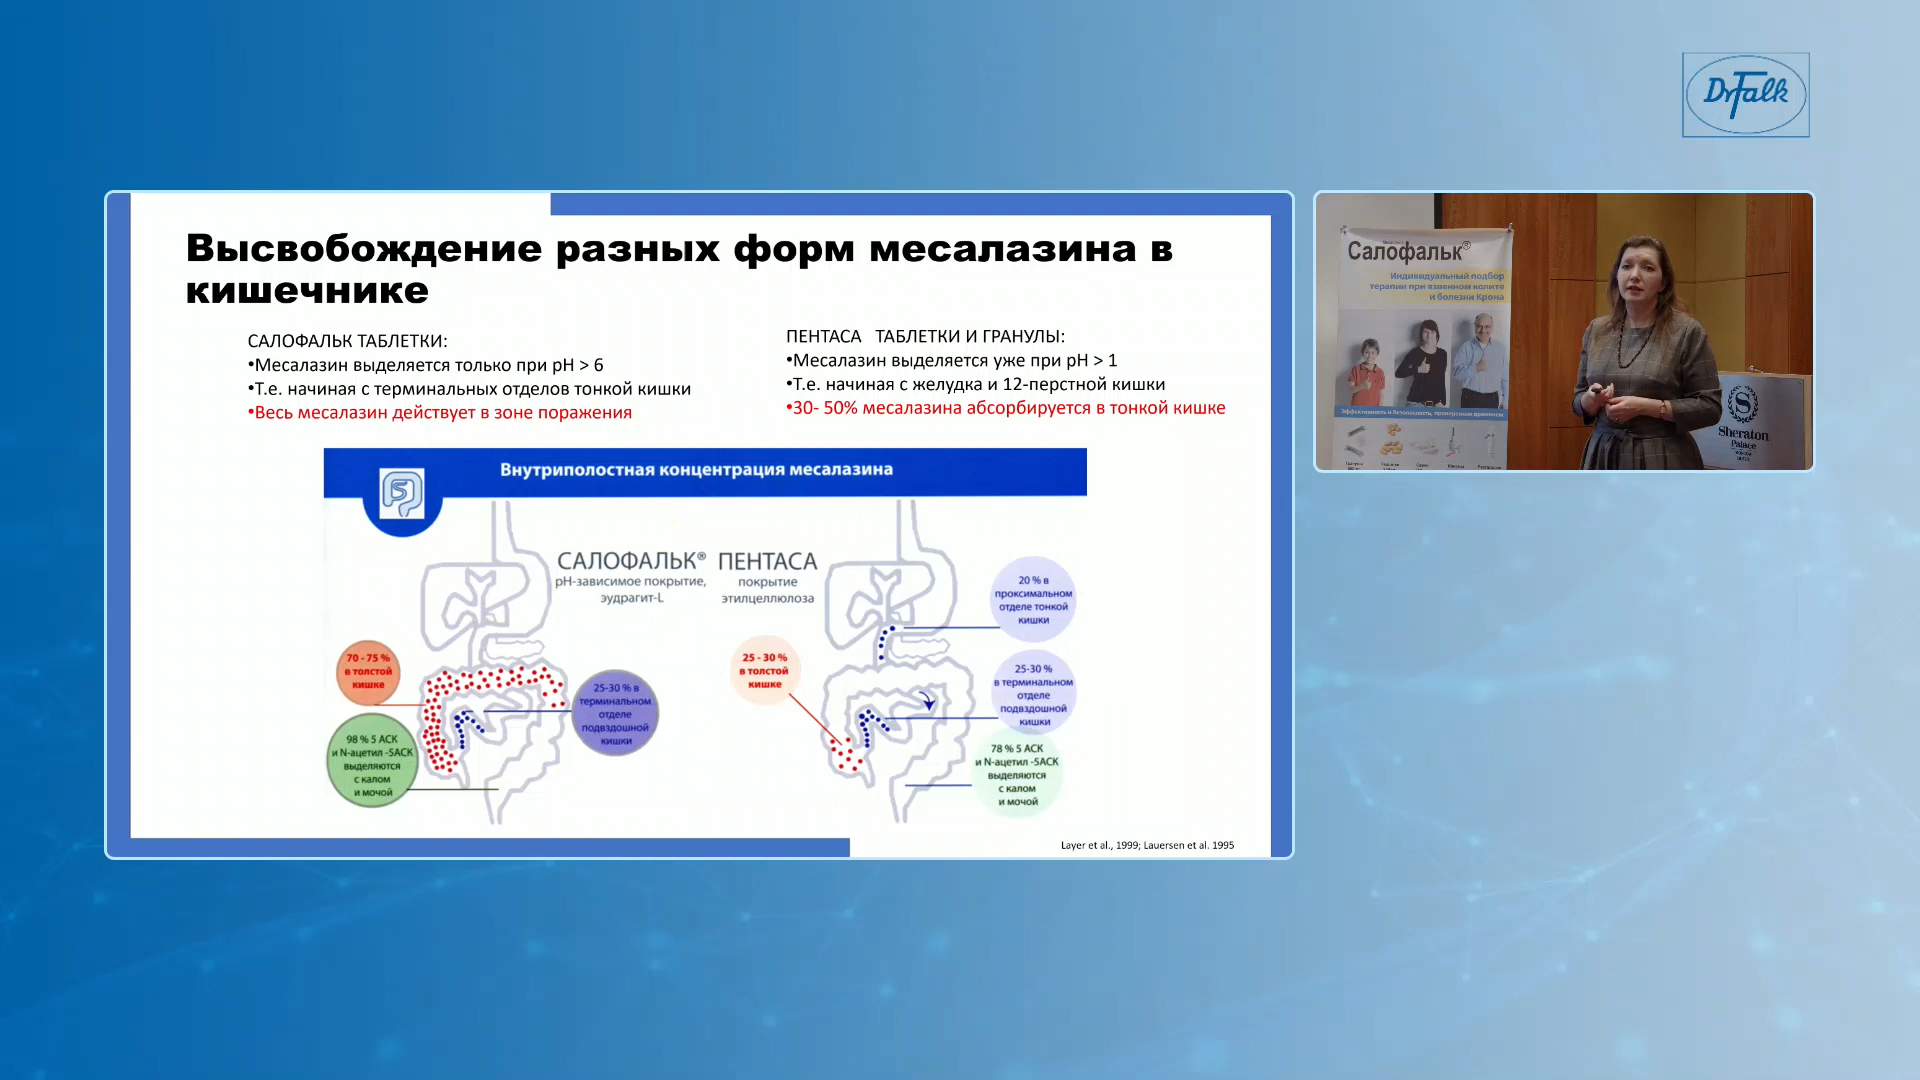 Dr Falk
Высвобождение разных форм месалазина в
кишечнике
САЛОФАЛЬК ТАБЛЕТКИ:
•Месалазин выделяется только при pH > 6
•Т.е. начиная с терминальных отделов тонкой кишки
•Весь месалазин действует в зоне поражения
ПЕНТАСА ТАБЛЕТКИ И ГРАНУЛЫ:
•Месалазин выделяется уже при pH > 1
•Т.е. начиная с желудка и 12-перстной кишки
•30- 50% месалазина абсорбируется в тонкой кишке
Внутриполостная концентрация месалазина
САЛОФАЛЬК®
pH-зависимое покрытие,
эудрагит-L
ПЕНТАСА
покрытие
этилцеллюлоза
70 - 75 %
в толстой
кишке
98 % 5 АСК
и N-ацетил -5АСК
выделяются
с калом
и мочой
25-30 % в
терминальном
отделе
подвздошной
кишки
25 - 30 %
в толстой
кишке
20 % в
проксимальном
отделе тонкой
кишки
25-30 %
в терминальном
отделе
подвздошной
кишки
78 % 5 АСК
и N-ацетил -5АСК
выделяются
с калом
и мочой
Layer et al., 1999; Lauersen et al. 1995
Салофальк®
Индивидуальный подбор
терапии при язвенном колите
и болезни Крона
Эффективность и безопасность, проверенная временем
S
Sheraton
Palace